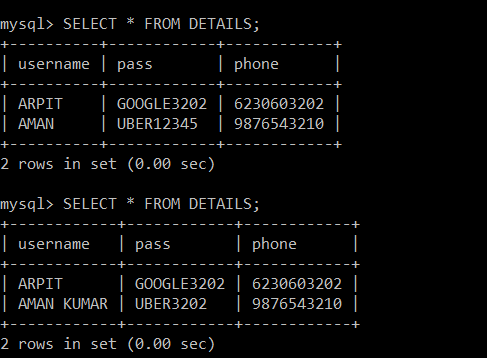 mysql> SELECT * FROM DETAILS;
+----------+------------+------------+
| username | pass       | phone      |
+----------+------------+------------+
| ARPIT    | GOOGLE3202 | 6230603202 |
| AMAN     | UBER12345  | 9876543210 |
+----------+------------+------------+
2 rows in set (0.00 sec)

mysql> SELECT * FROM DETAILS;
+------------+------------+------------+
| username   | pass       | phone      |
+------------+------------+------------+
| ARPIT      | GOOGLE3202 | 6230603202 |
| AMAN KUMAR | UBER3202   | 9876543210 |
+------------+------------+------------+
2 rows in set (0.00 sec)